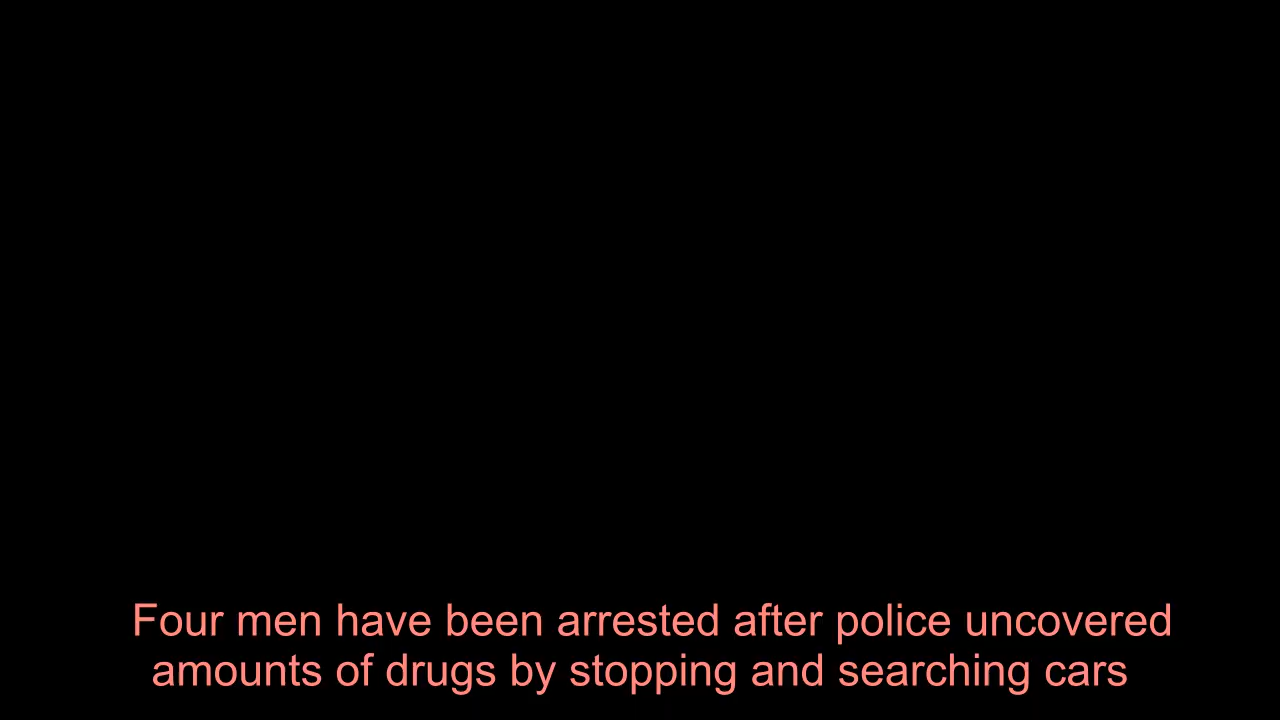 Four men have been arrested after police uncovered
amounts of drugs by stopping and searching cars